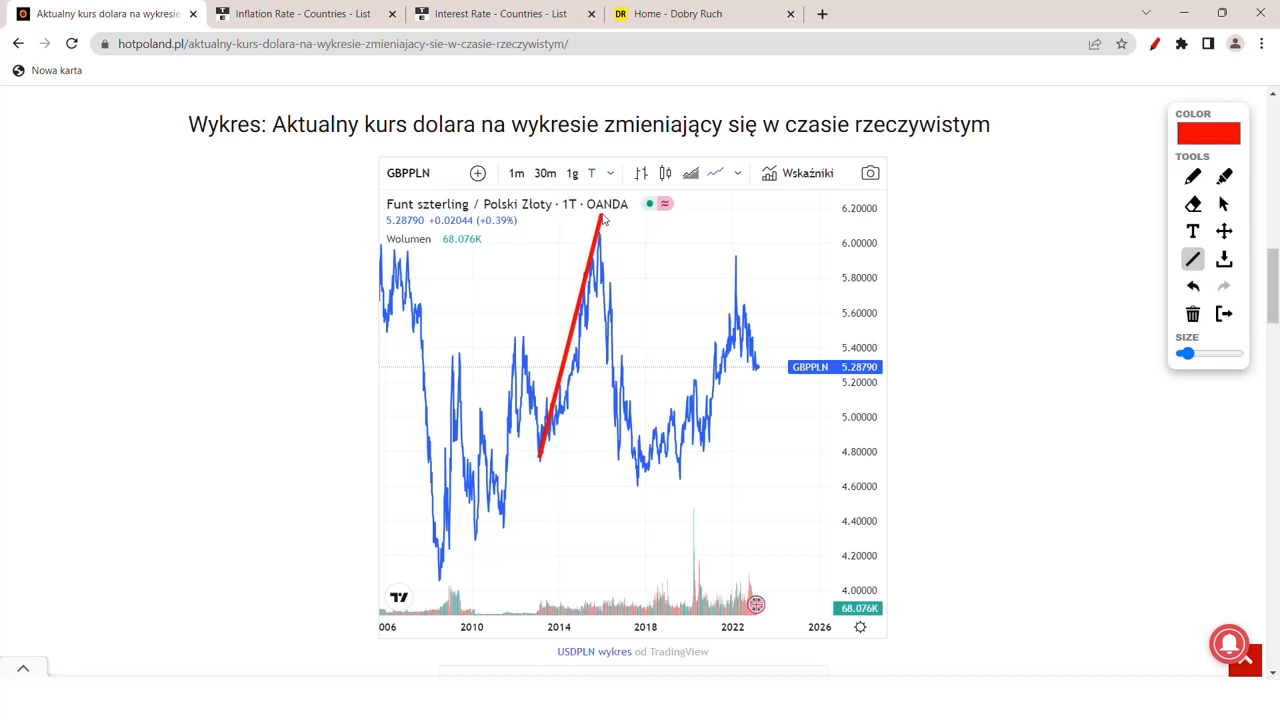 Aktualny kurs dolara na wykresie
Inflation Rate - Countries - List
Interest Rate - Countries - List
DR
Home - Dobry Ruch
hotpoland.pl/aktualny-kurs-dolara-na-wykresie-zmieniajacy-sie-w-czasie-rzeczywistym/
Nowa karta
Wykres: Aktualny kurs dolara na wykresie zmieniający się w czasie rzeczywistym
GBPPLN
1m 30m 1g T
Wskaźniki
Funt szterling / Polski Złoty · 1T · OANDA
5.28790 +0.02044 (+0.39%)
Wolumen 68.076K
6.20000
6.00000
5.80000
5.60000
5.40000
GBPPLN 5.28790
5.20000
5.00000
4.80000
4.60000
4.40000
4.20000
4.00000
68.076K
006 2010 2014 2018 2022 2026
USDPLN wykres od TradingView
COLOR
TOOLS
T
SIZE